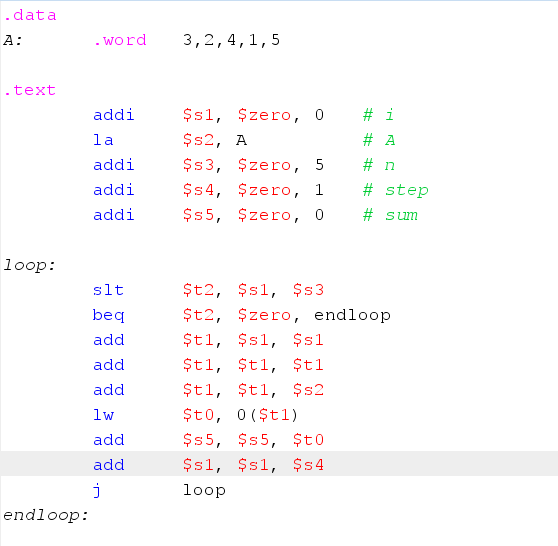 .data
A: .word 3,2,4,1,5
.text
addi $s1, $zero, 0 # i
la $s2, A # A
addi $s3, $zero, 5 # n
addi $s4, $zero, 1 # step
addi $s5, $zero, 0 # sum
loop:
slt $t2, $s1, $s3
beq $t2, $zero, endloop
add $t1, $s1, $s1
add $t1, $t1, $t1
add $t1, $t1, $s2
lw $t0, 0($t1)
add $s5, $s5, $t0
add $s1, $s1, $s4
j loop
endloop: